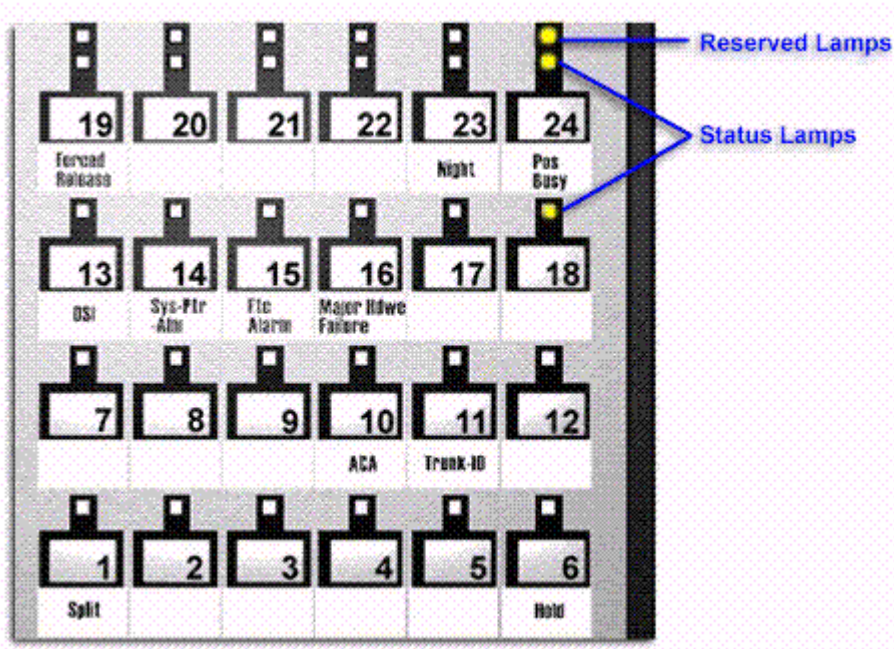 Reserved Lamps
Status Lamps
19 20 21 22 23 24
Forced
Release
Night
Pos
Busy
13 14 15 16 17 18
OSI
Sys-Ptr
-Alm
Ftc
Alarm
Major Hdwe
Failure
7 8 9 10 11 12
ACA
Trunk-ID
1 2 3 4 5 6
Split
Hold